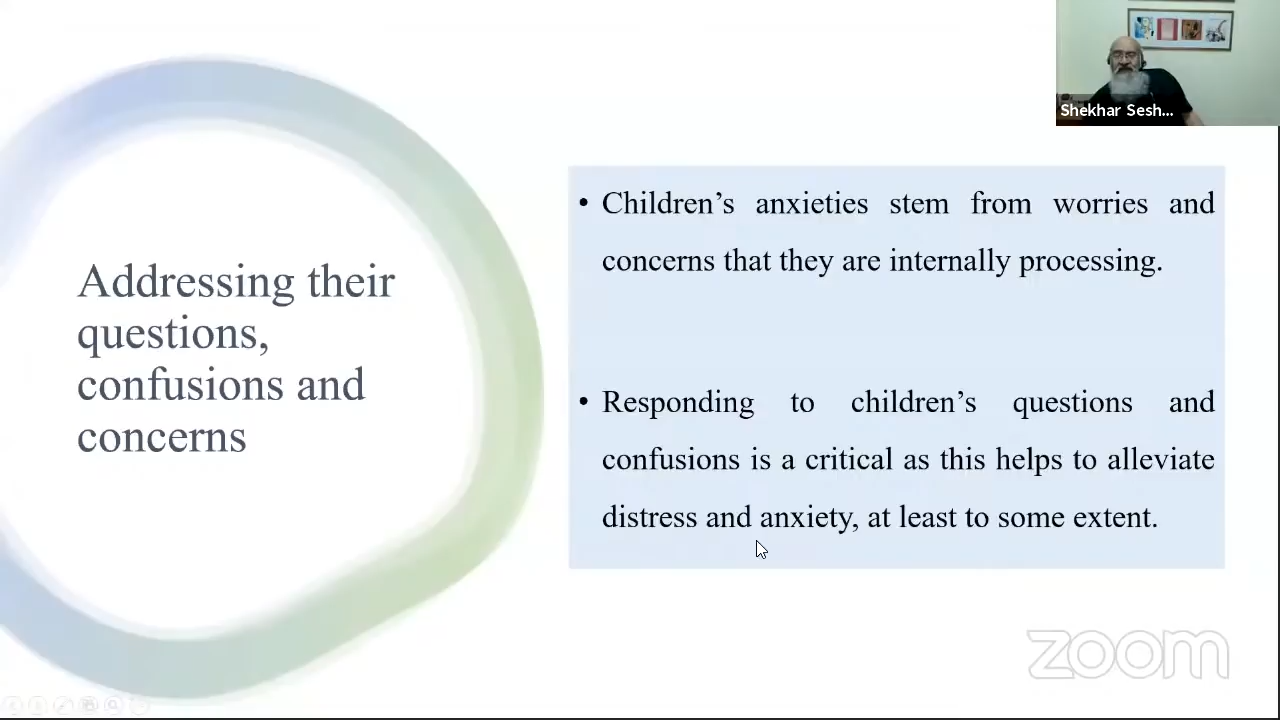 Shekhar Sesh...
Addressing their
questions,
confusions and
concerns
• Children’s anxieties stem from worries and
concerns that they are internally processing.
• Responding to children’s questions and
confusions is a critical as this helps to alleviate
distress and anxiety, at least to some extent.
zoom